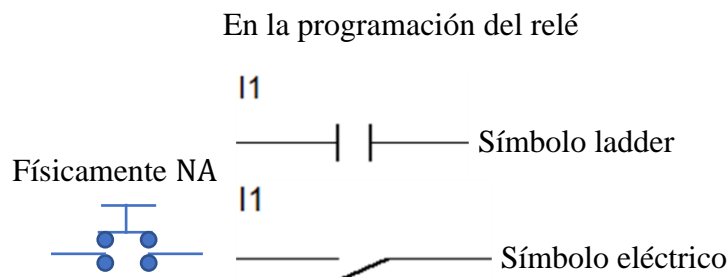 En la programación del relé
I1
Símbolo ladder
Físicamente NA
I1
Símbolo eléctrico